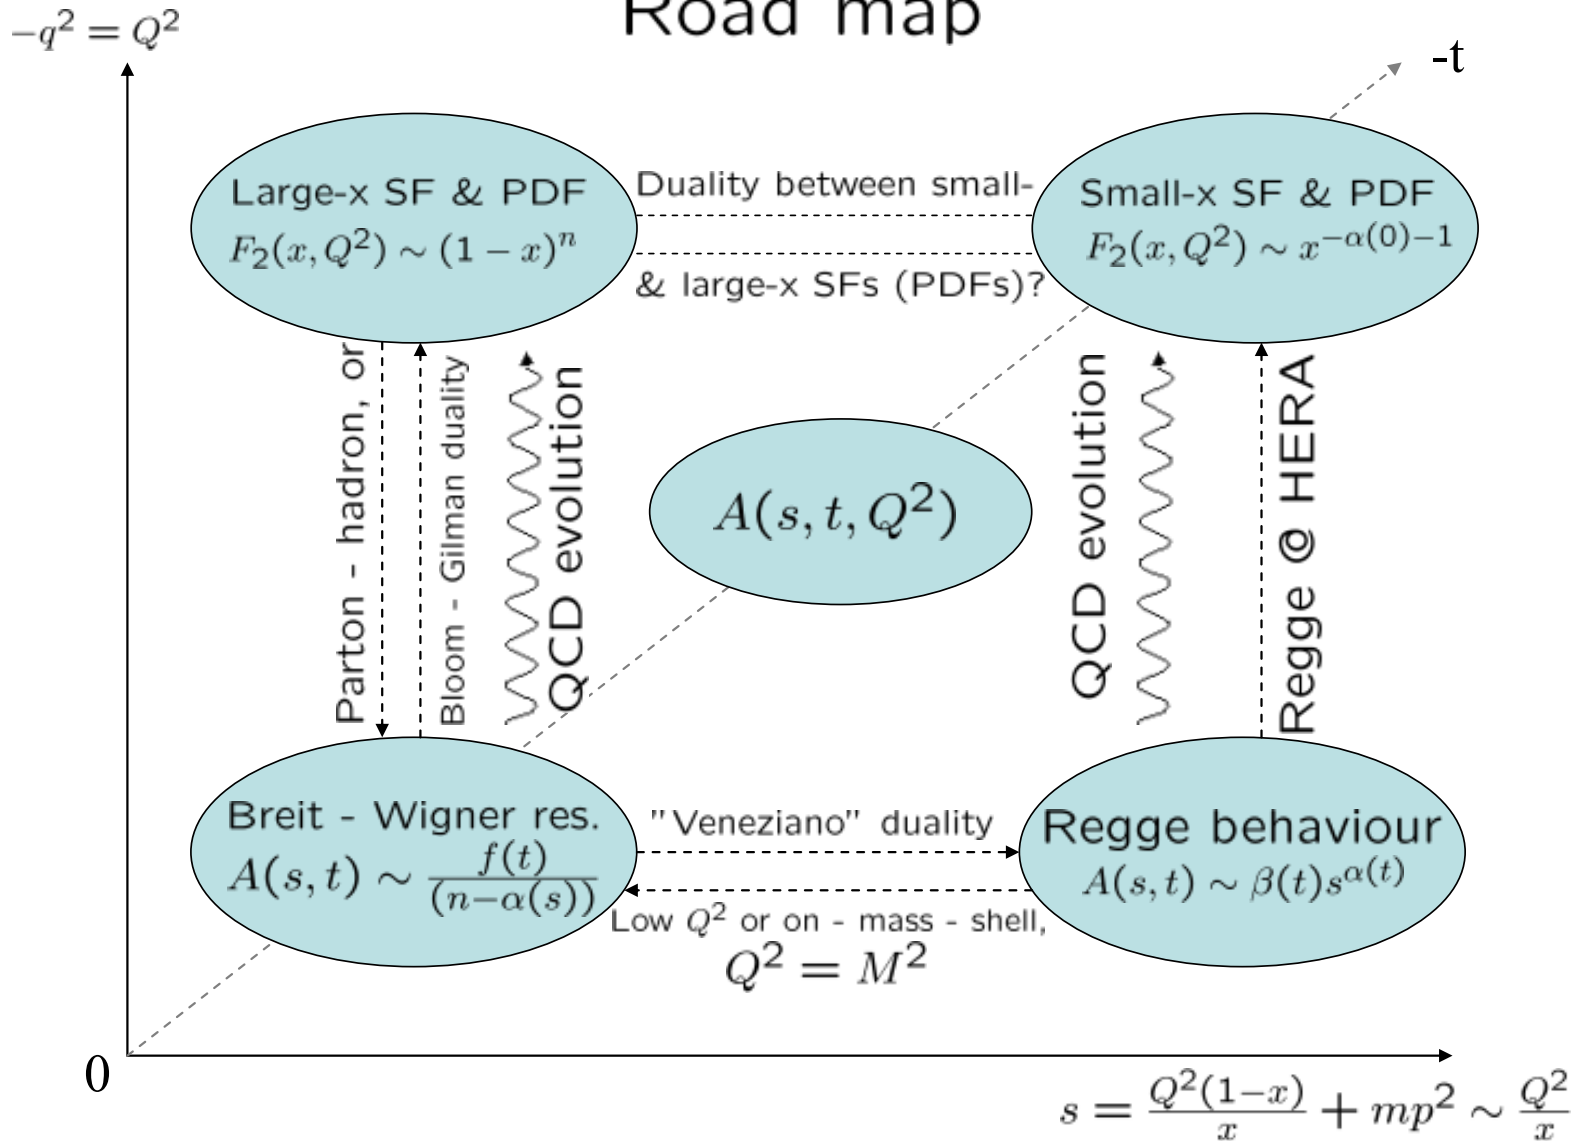 Road map
−q² = Q²
-t
Large-x SF & PDF
F₂(x, Q²) ∼ (1 − x)ⁿ
Duality between small-
& large-x SFs (PDFs)?
Small-x SF & PDF
F₂(x, Q²) ∼ x^{−α(0)−1}
Parton - hadron, or
Bloom - Gilman duality
QCD evolution
A(s, t, Q²)
QCD evolution
Regge @ HERA
Breit - Wigner res.
A(s, t) ∼ f(t)/(n−α(s))
"Veneziano" duality
Low Q² or on - mass - shell,
Q² = M²
Regge behaviour
A(s, t) ∼ β(t)s^{α(t)}
0
s = Q²(1−x)/x + mp² ∼ Q²/x